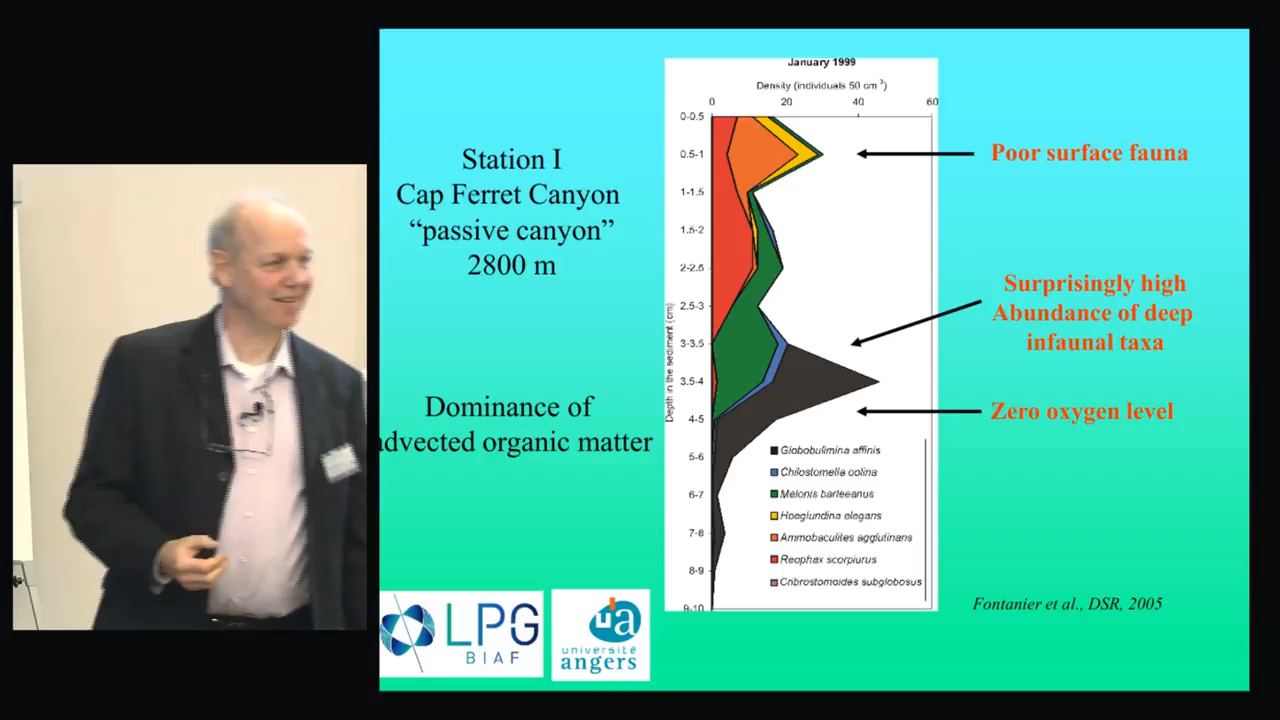 Station I
Cap Ferret Canyon
“passive canyon”
2800 m
Dominance of
advected organic matter
January 1999
Density (individuals 50 cm³)
0 20 40 60
Depth in the sediment (cm)
0-0.5
0.5-1
1-1.5
1.5-2
2-2.5
2.5-3
3-3.5
3.5-4
4-5
5-6
6-7
7-8
8-9
9-10
Globobulimina affinis
Chilostomella oolina
Melonis barleeanus
Hoeglundina elegans
Ammobaculites agglutinans
Reophax scorpiurus
Cribrostomoides subglobosus
Poor surface fauna
Surprisingly high
Abundance of deep
infaunal taxa
Zero oxygen level
Fontanier et al., DSR, 2005
LPG
BIAF
ua
université
angers